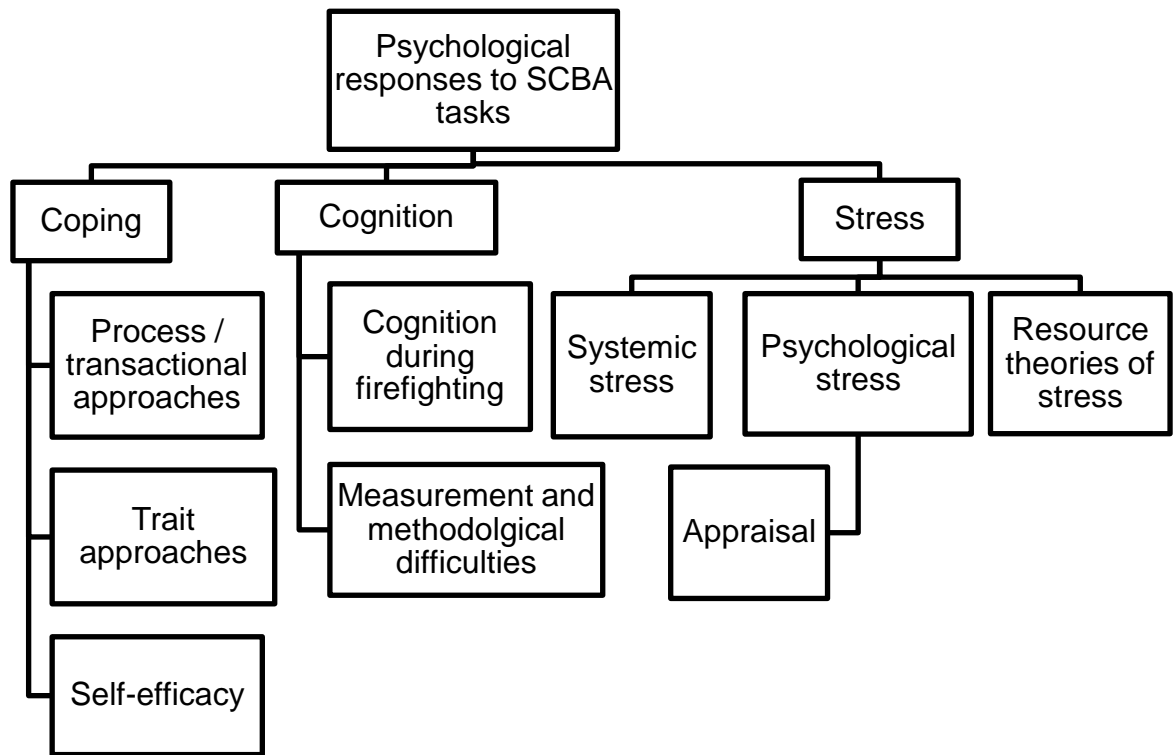 Psychological
responses to SCBA
tasks
Coping
Cognition
Stress
Process /
transactional
approaches
Cognition
during
firefighting
Systemic
stress
Psychological
stress
Resource
theories of
stress
Trait
approaches
Measurement and
methodolgical
difficulties
Appraisal
Self-efficacy